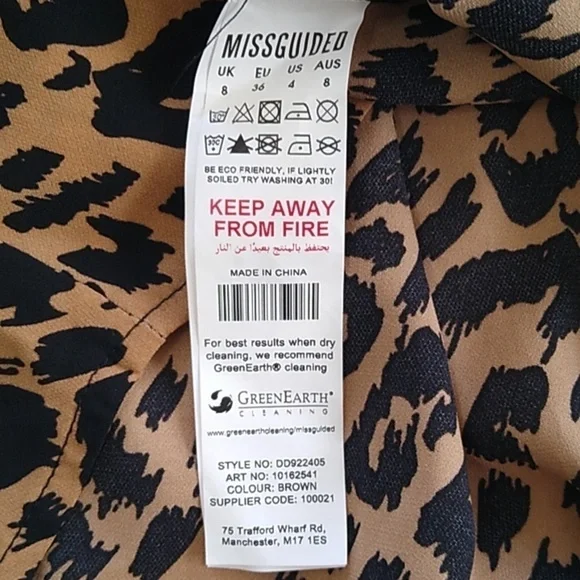 MISSGUIDED
UK EU US AUS
8 36 4 8
BE ECO FRIENDLY, IF LIGHTLY
SOILED TRY WASHING AT 30!
KEEP AWAY
FROM FIRE
يحتفظ بالمنتج بعيدًا عن النار
MADE IN CHINA
For best results when dry
cleaning, we recommend
GreenEarth® cleaning
GREENEARTH®
CLEANING
www.greenearthcleaning/missguided
STYLE NO: DD922405
ART NO: 10162541
COLOUR: BROWN
SUPPLIER CODE: 100021
75 Trafford Wharf Rd,
Manchester, M17 1ES